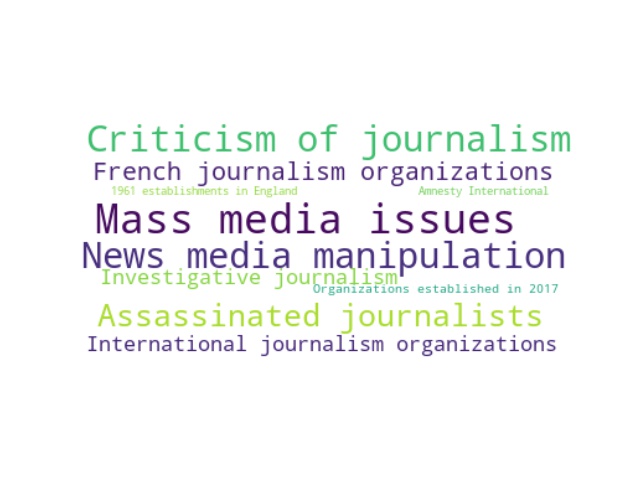 Criticism of journalism
French journalism organizations
1961 establishments in England Amnesty International
Mass media issues
News media manipulation
Investigative journalism
Organizations established in 2017
Assassinated journalists
International journalism organizations